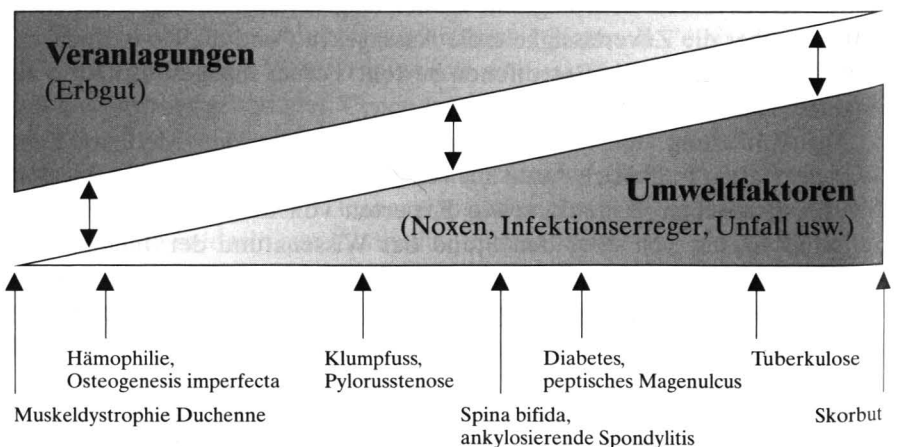 Veranlagungen
(Erbgut)
Umweltfaktoren
(Noxen, Infektionserreger, Unfall usw.)
Hämophilie,
Osteogenesis imperfecta
Klumpfuss,
Pylorusstenose
Diabetes,
peptisches Magenulcus
Tuberkulose
Muskeldystrophie Duchenne
Spina bifida,
ankylosierende Spondylitis
Skorbut